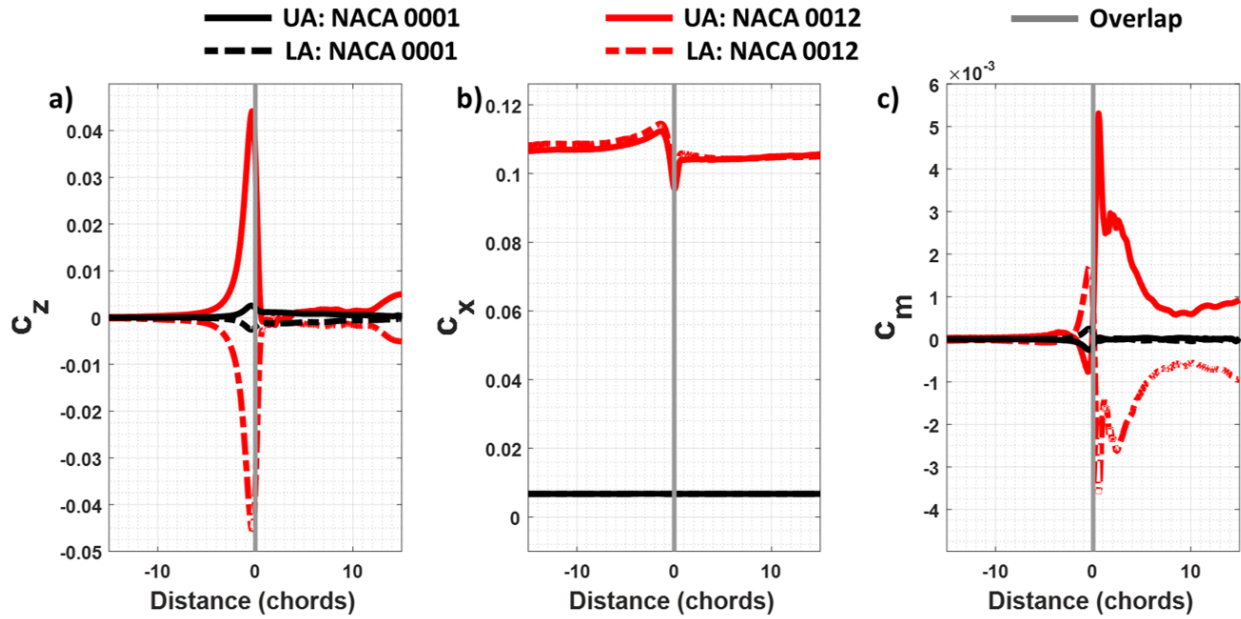 UA: NACA 0001 UA: NACA 0012 Overlap
LA: NACA 0001 LA: NACA 0012
a)
0.04
0.03
0.02
0.01
0
-0.01
-0.02
-0.03
-0.04
-0.05
-10 0 10
Distance (chords)
c_z
b)
0.12
0.1
0.08
0.06
0.04
0.02
0
-10 0 10
Distance (chords)
c_x
c)
×10^-3
6
5
4
3
2
1
0
-1
-2
-3
-4
-10 0 10
Distance (chords)
c_m